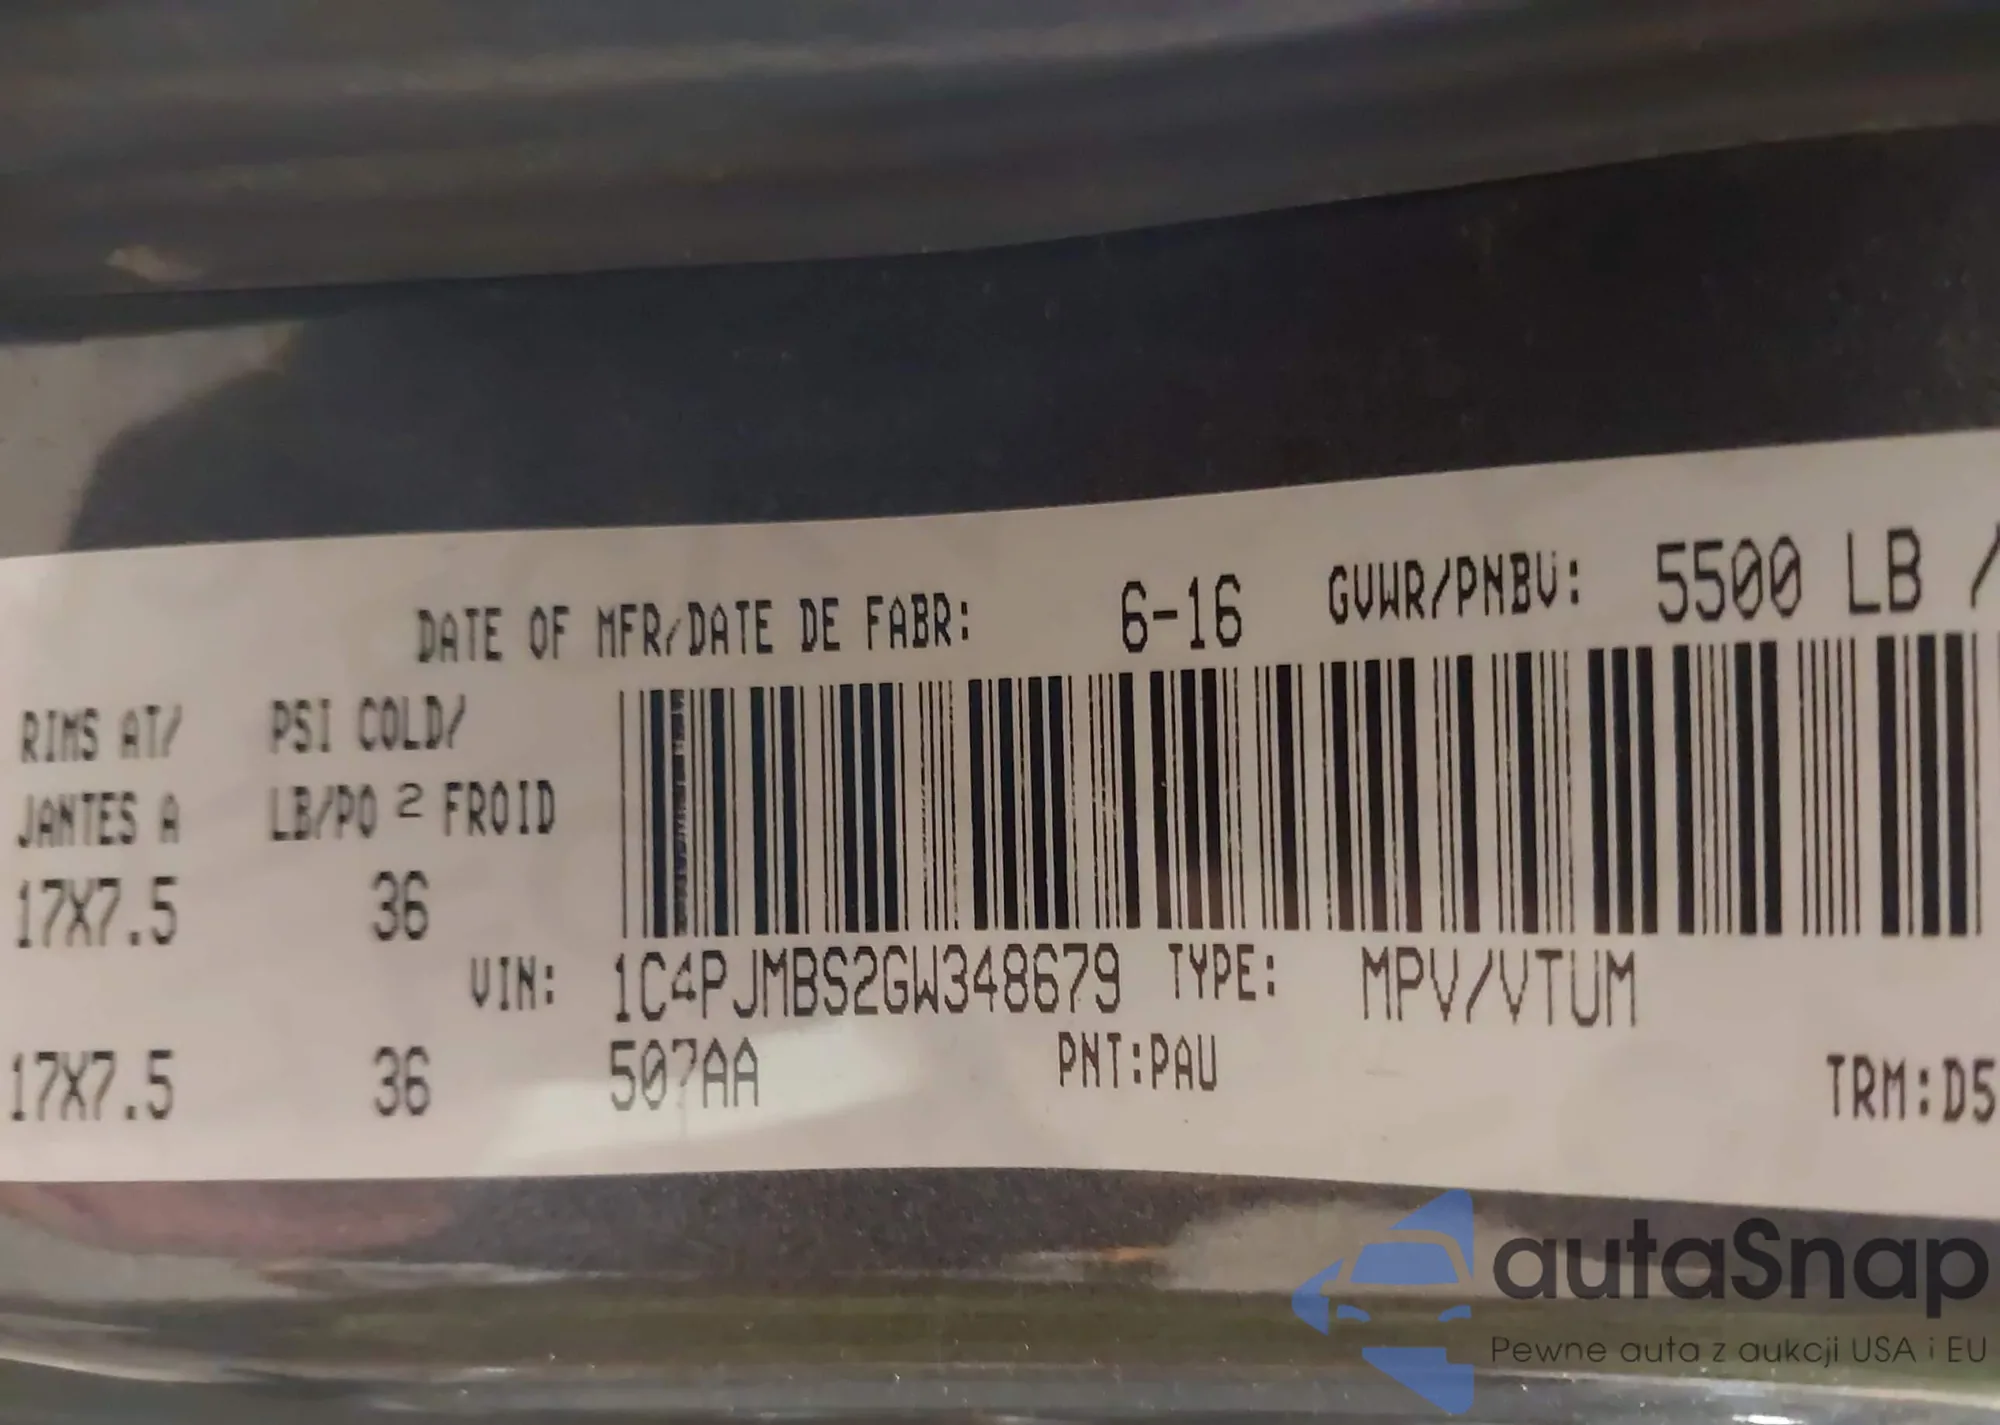 DATE OF MFR/DATE DE FABR: 6-16 GVWR/PNBV: 5500 LB /
RIMS AT/ PSI COLD/
JANTES A LB/PO 2 FROID
17X7.5 36
VIN: 1C4PJMBS2GW348679 TYPE: MPV/VTUM
17X7.5 36 507AA PNT:PAU TRM:D5
autaSnap
Pewne auta z aukcji USA i EU